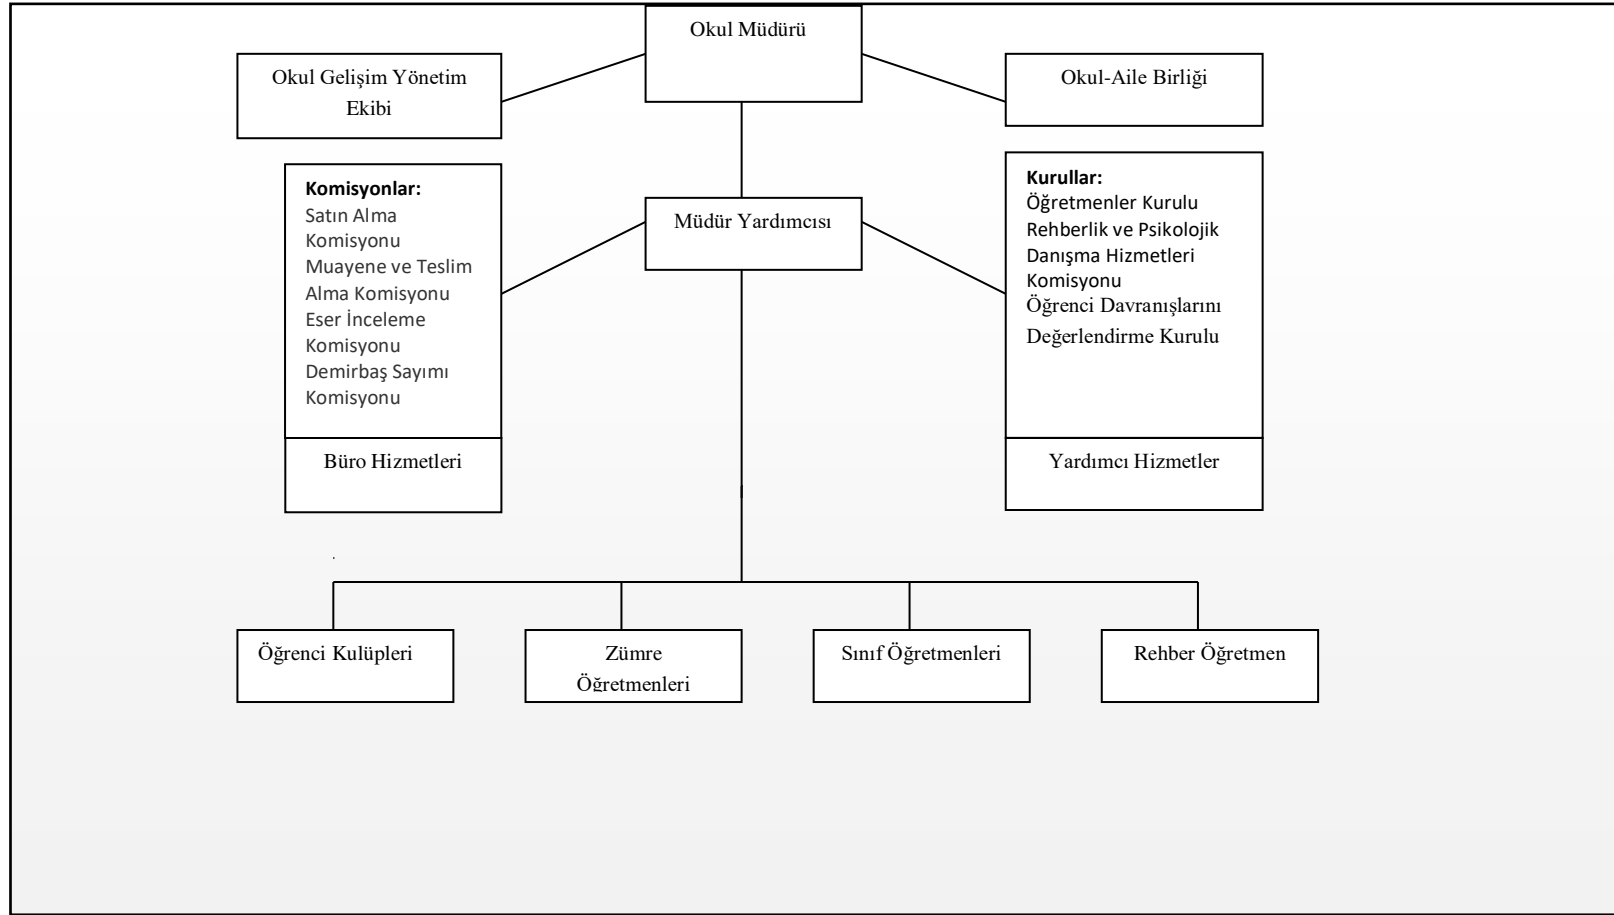 Okul Müdürü
Okul Gelişim Yönetim
Ekibi
Okul-Aile Birliği
Komisyonlar:
Satın Alma
Komisyonu
Muayene ve Teslim
Alma Komisyonu
Eser İnceleme
Komisyonu
Demirbaş Sayımı
Komisyonu
Müdür Yardımcısı
Kurullar:
Öğretmenler Kurulu
Rehberlik ve Psikolojik
Danışma Hizmetleri
Komisyonu
Öğrenci Davranışlarını
Değerlendirme Kurulu
Büro Hizmetleri
Yardımcı Hizmetler
Öğrenci Kulüpleri
Zümre
Öğretmenleri
Sınıf Öğretmenleri
Rehber Öğretmen